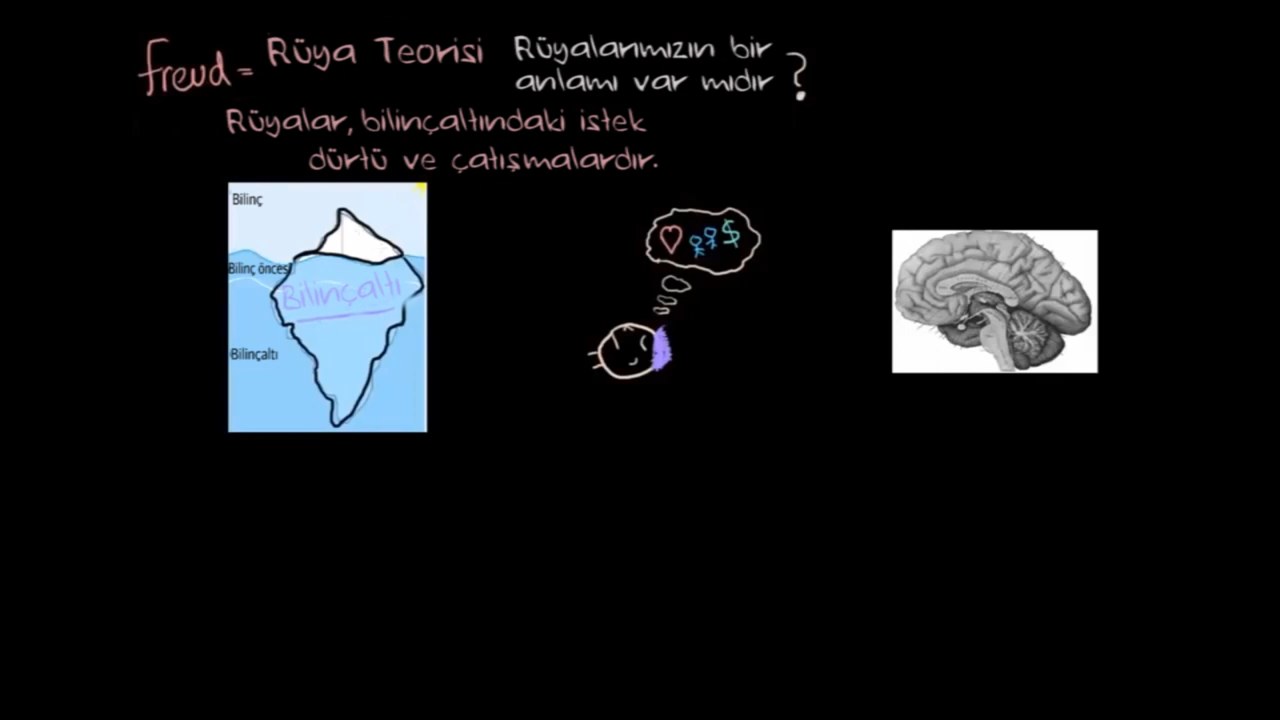 freud = Rüya Teorisi
Rüyalarımızın bir
anlamı var mıdır ?
Rüyalar, bilinçaltındaki istek
dürtü ve çatışmalardır.
Bilinç
Bilinç öncesi
Bilinçaltı
Bilinçaltı
$